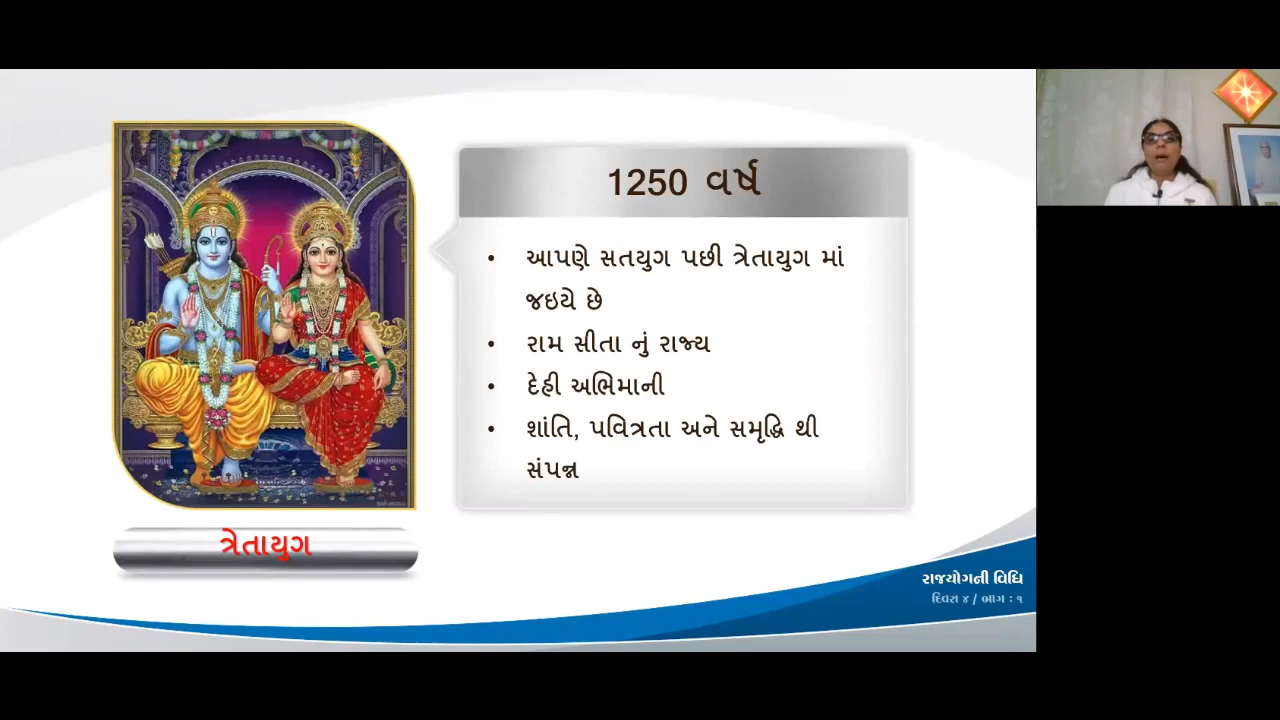 1250 વર્ષ
• આપણે સતયુગ પછી ત્રેતાયુગ માં
જઇયે છે
• રામ સીતા નું રાજ્ય
• દેહી અભિમાની
• શાંતિ, પવિત્રતા અને સમૃદ્ધિ થી
સંપન્ન
ત્રેતાયુગ
રાજયોગની વિધિ
દિવસ ૪ / ભાગ : ૧